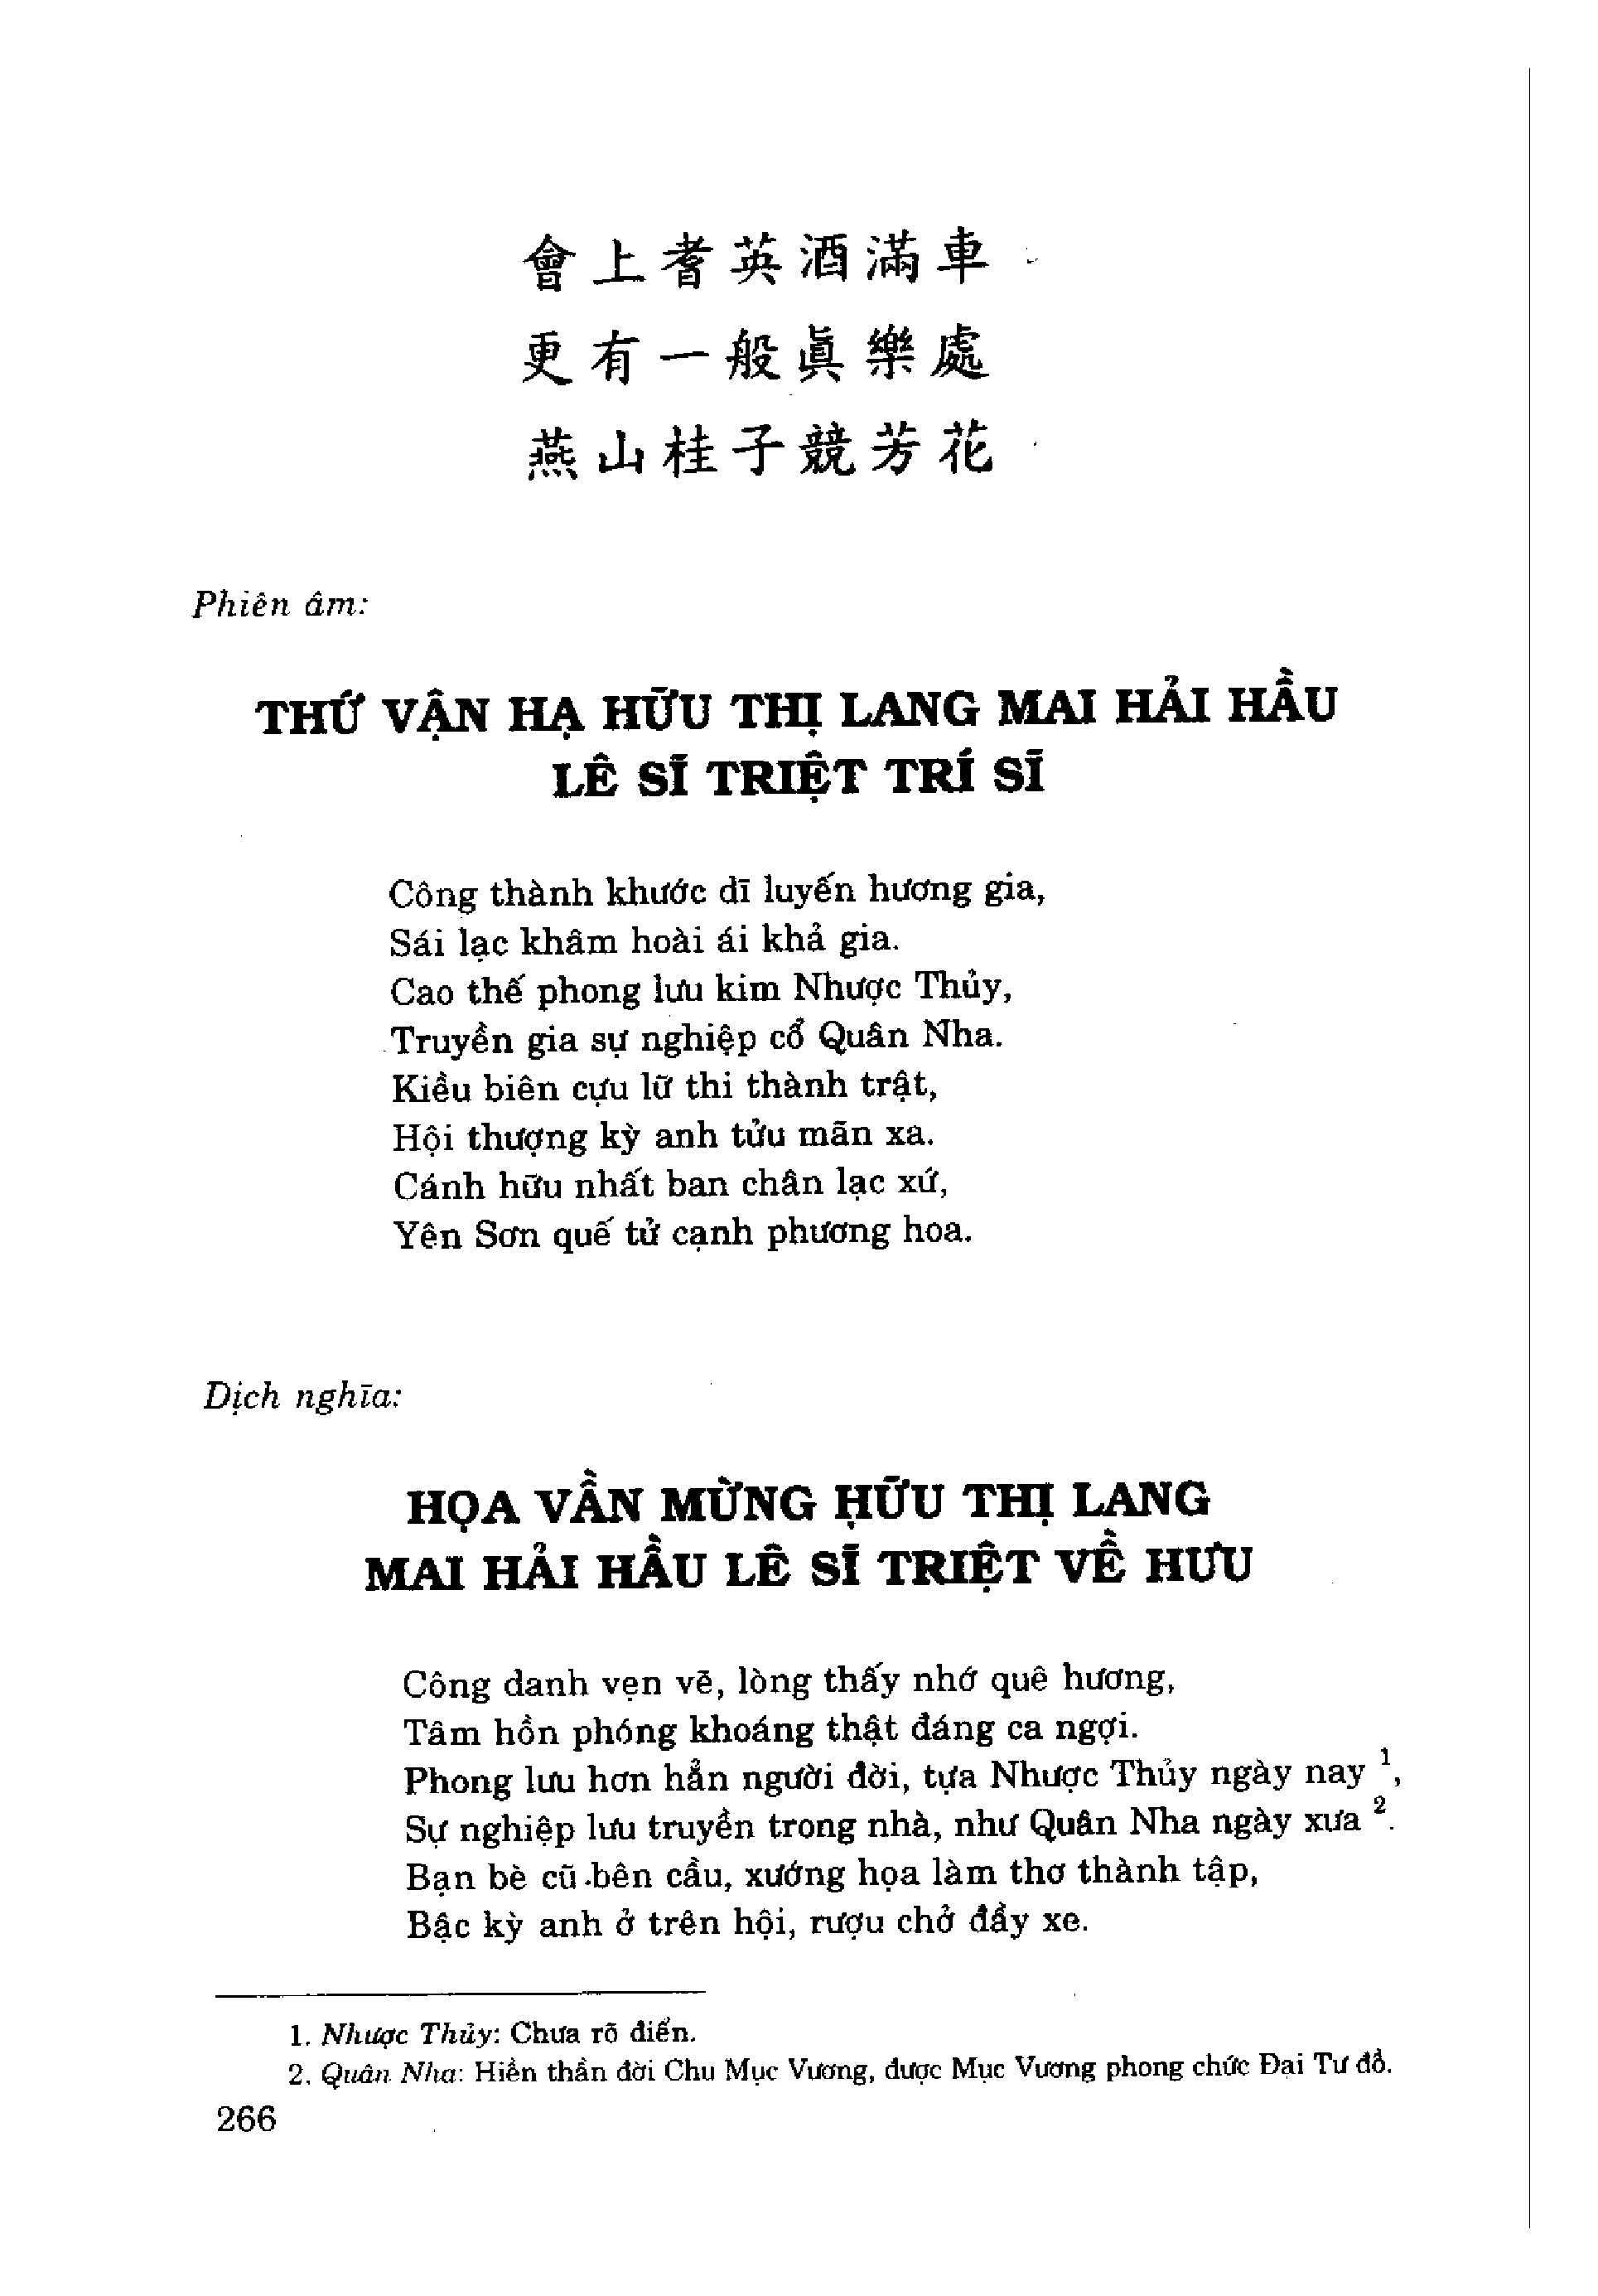 會上耆英酒滿車
更有一般眞樂處
燕山桂子競芳花
Phiên âm:
THỨ VẬN HẠ HỮU THỊ LANG MAI HẢI HẦU
LÊ SĨ TRIỆT TRÍ SĨ
Công thành khước dĩ luyến hương gia,
Sái lạc khâm hoài ái khả gia.
Cao thế phong lưu kim Nhược Thủy,
Truyền gia sự nghiệp cổ Quân Nha.
Kiều biên cựu lữ thi thành trật,
Hội thượng kỳ anh tửu mãn xa.
Cánh hữu nhất ban chân lạc xứ,
Yên Sơn quế tử cạnh phương hoa.
Dịch nghĩa:
HỌA VẦN MỪNG HỮU THỊ LANG
MAI HẢI HẦU LÊ SĨ TRIỆT VỀ HƯU
Công danh vẹn vẽ, lòng thấy nhớ quê hương,
Tâm hồn phóng khoáng thật đáng ca ngợi.
Phong lưu hơn hẳn người đời, tựa Nhược Thủy ngày nay ¹,
Sự nghiệp lưu truyền trong nhà, như Quân Nha ngày xưa ².
Bạn bè cũ bên cầu, xướng họa làm thơ thành tập,
Bậc kỳ anh ở trên hội, rượu chở đầy xe.
1. Nhược Thủy: Chưa rõ điển.
2. Quân Nha: Hiền thần đời Chu Mục Vương, được Mục Vương phong chức Đại Tư đồ.
266